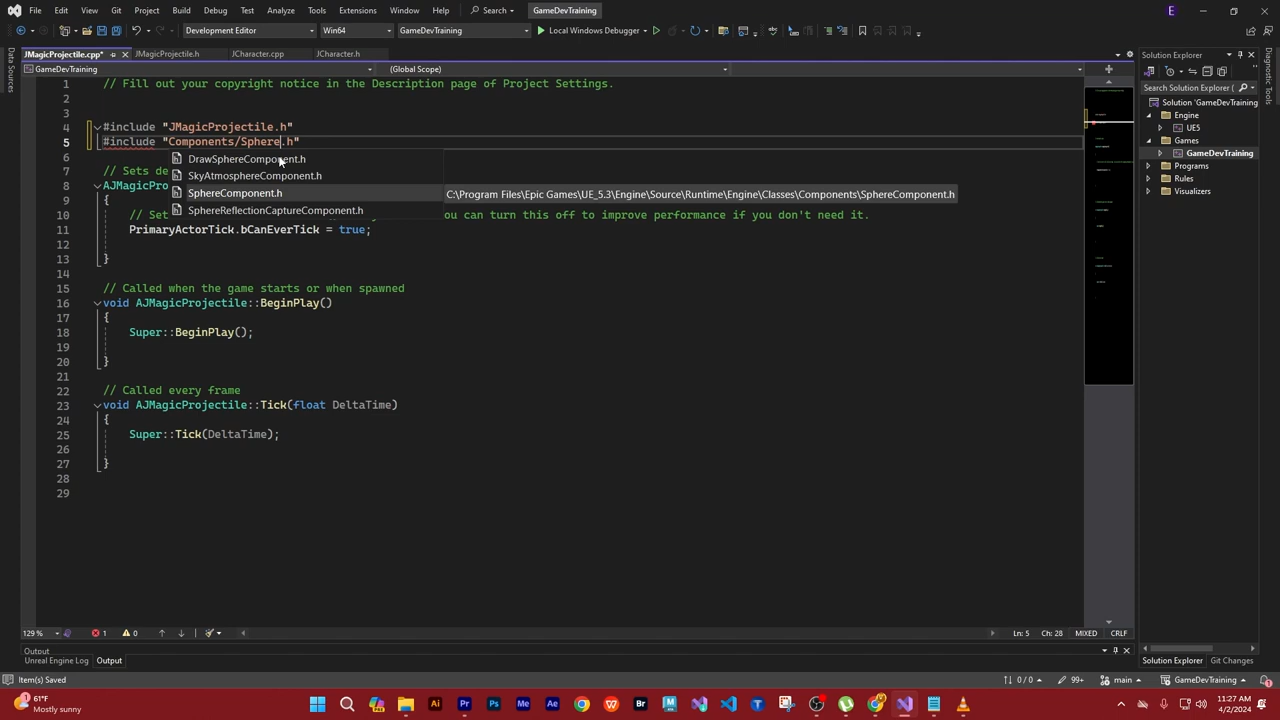 File Edit View Git Project Build Debug Test Analyze Tools Extensions Window Help Search GameDevTraining E
Development Editor Win64 GameDevTraining Local Windows Debugger
Data Sources
JMagicProjectile.cpp* JMagicProjectile.h JCharacter.cpp JCharacter.h
GameDevTraining (Global Scope)
1 // Fill out your copyright notice in the Description page of Project Settings.
2
3
4 #include "JMagicProjectile.h"
5 #include "Components/Sphere.h"
DrawSphereComponent.h
6
SkyAtmosphereComponent.h
7 // Sets de
8 AJMagicPro
SphereComponent.h C:\Program Files\Epic Games\UE_5.3\Engine\Source\Runtime\Engine\Classes\Components\SphereComponent.h
9 {
SphereReflectionCaptureComponent.h
10 // Set ou can turn this off to improve performance if you don't need it.
11 PrimaryActorTick.bCanEverTick = true;
12
13 }
14
15 // Called when the game starts or when spawned
16 void AJMagicProjectile::BeginPlay()
17 {
18 Super::BeginPlay();
19
20 }
21
22 // Called every frame
23 void AJMagicProjectile::Tick(float DeltaTime)
24 {
25 Super::Tick(DeltaTime);
26
27 }
28
29
Solution Explorer
Search Solution Explorer (
Solution 'GameDevTraining'
Engine
UE5
Games
GameDevTraining
Programs
Rules
Visualizers
Diagnostic Tools
129 % 1 0 Ln: 5 Ch: 28 MIXED CRLF
Output
Unreal Engine Log Output
Solution Explorer Git Changes
Item(s) Saved 0 / 0 99+ main GameDevTraining
61°F
Mostly sunny
11:27 AM
4/2/2024